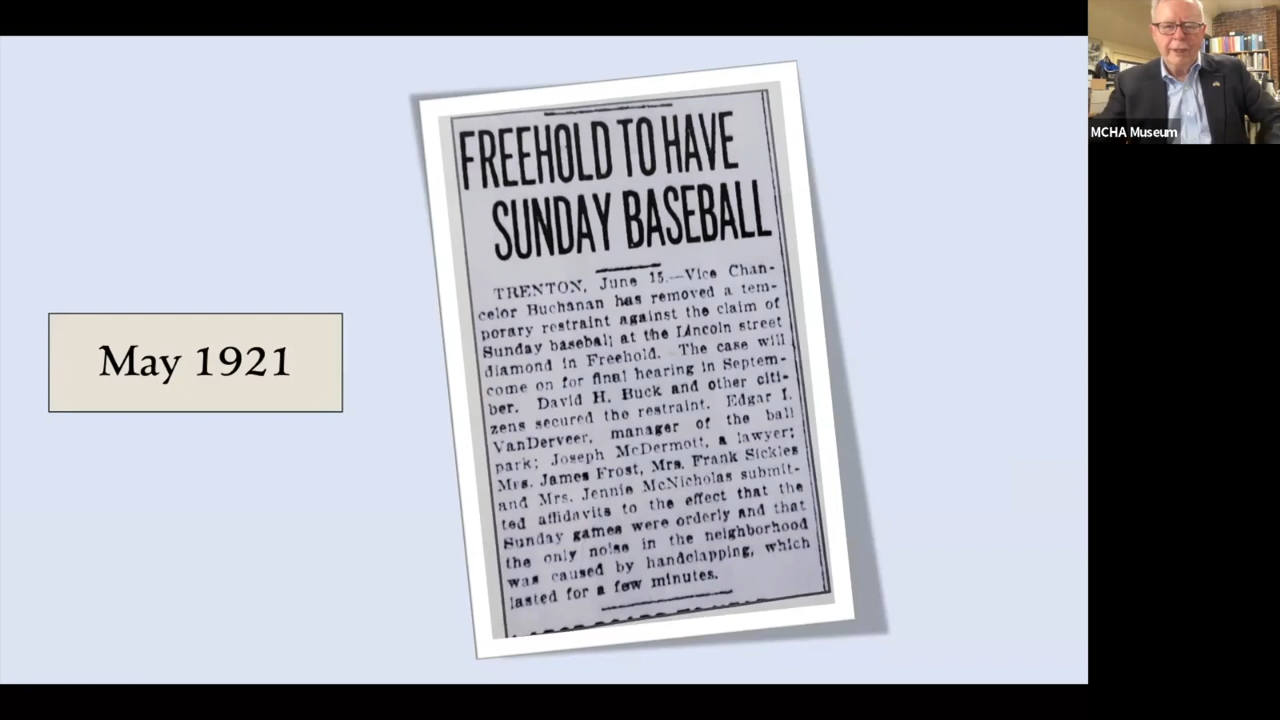 MCHA Museum
May 1921
FREEHOLD TO HAVE
SUNDAY BASEBALL
TRENTON, June 15.—Vice Chan-
celor Buchanan has removed a tem-
porary restraint against the claim of
Sunday baseball at the Lincoln street
diamond in Freehold. The case will
come on for final hearing in Septem-
ber. David H. Buck and other citi-
zens secured the restraint. Edgar I.
VanDerveer, manager of the ball
park; Joseph McDermott, a lawyer;
Mrs. James Frost, Mrs. Frank Sickles
and Mrs. Jennie McNicholas submit-
ted affidavits to the effect that the
Sunday games were orderly and that
the only noise in the neighborhood
was caused by handclapping, which
lasted for a few minutes.